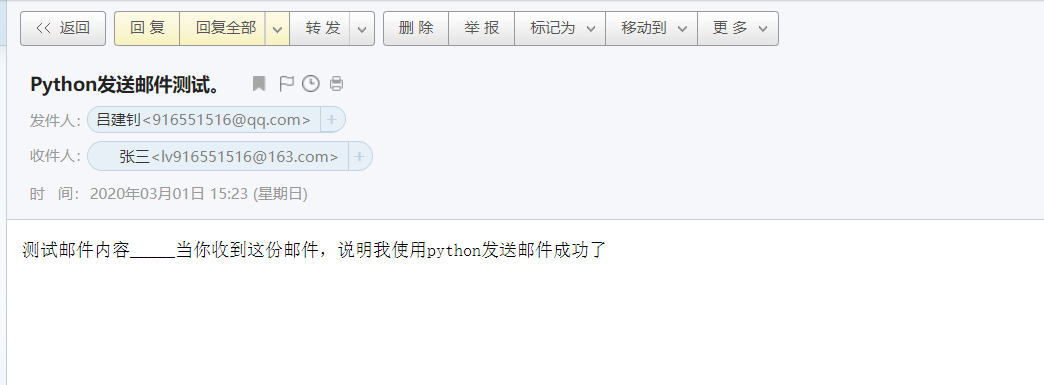 << 返回 回 复 回复全部 转 发 删 除 举 报 标记为 移动到 更 多
Python发送邮件测试。
发件人： 吕建钊<916551516@qq.com> +
收件人： 张三<lv916551516@163.com> +
时 间： 2020年03月01日 15:23 (星期日)
测试邮件内容_____当你收到这份邮件，说明我使用python发送邮件成功了